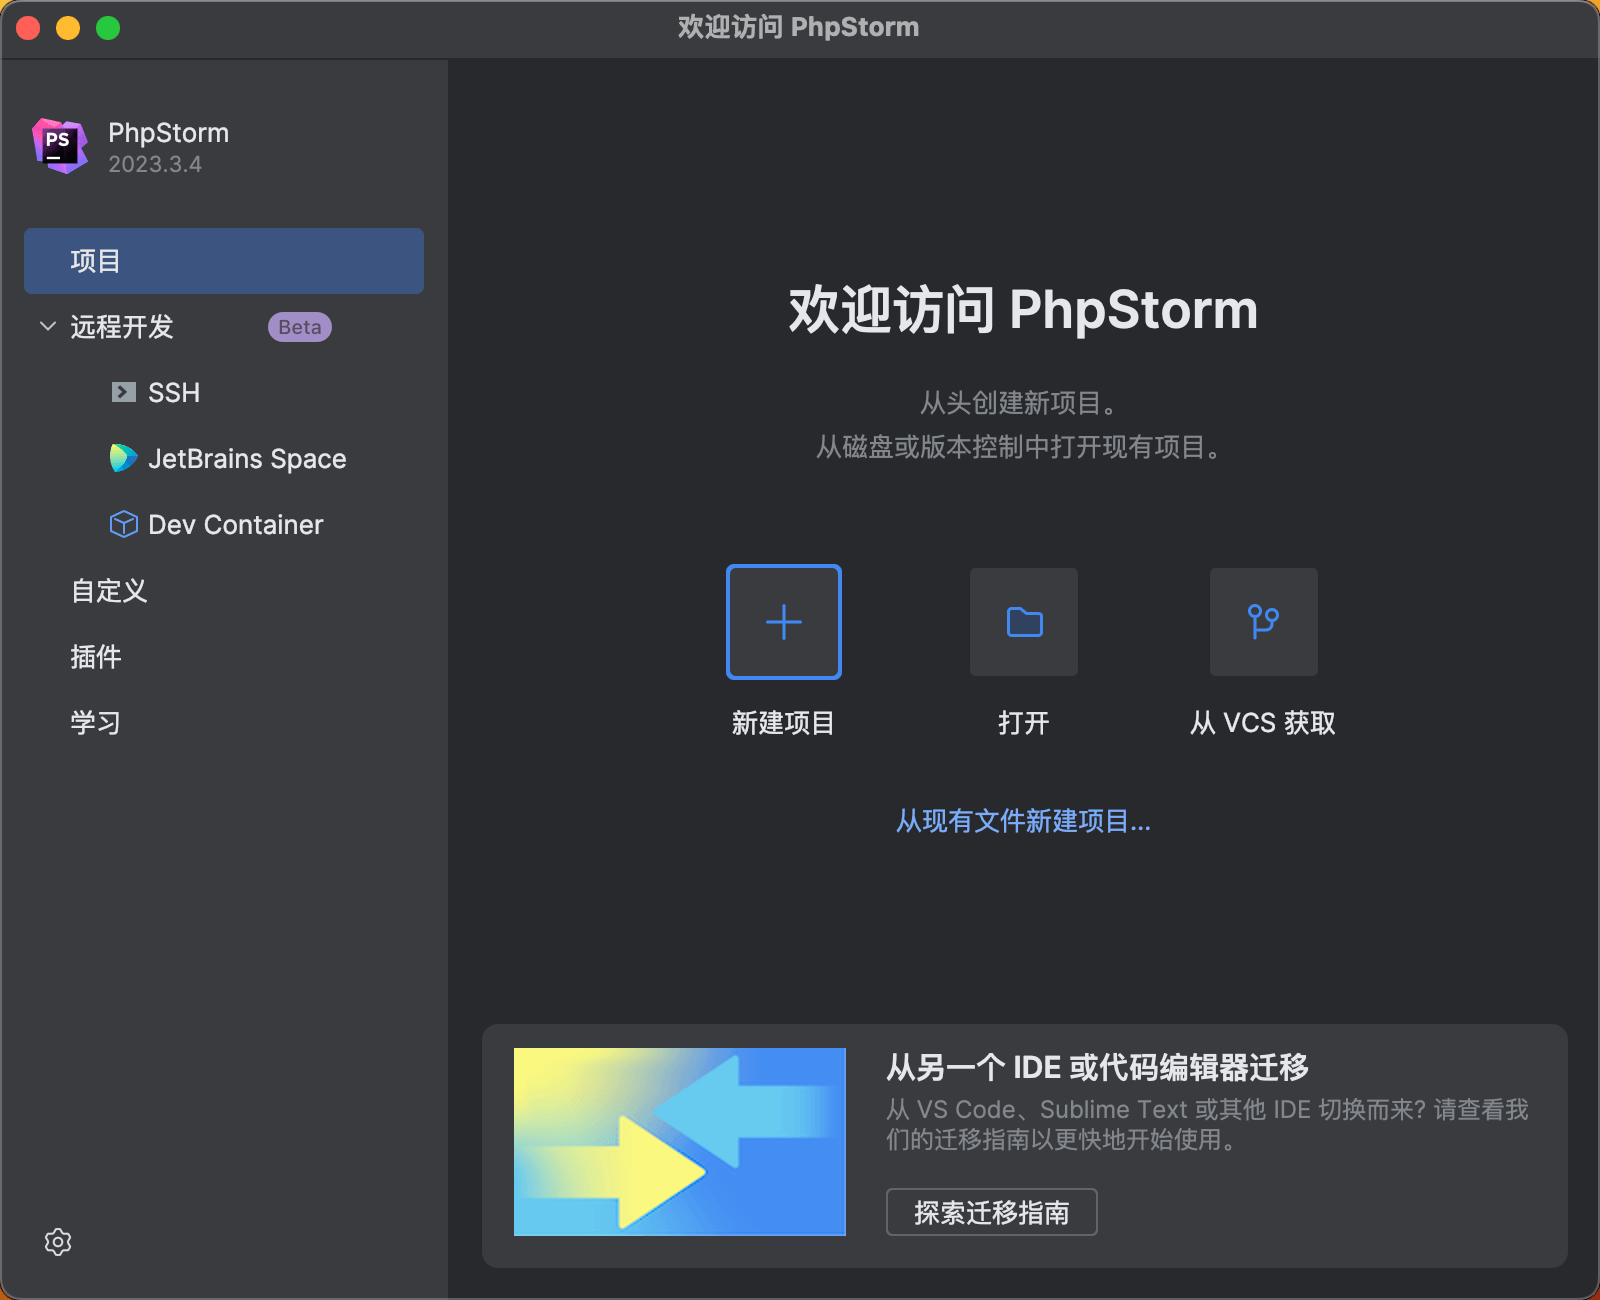 欢迎访问 PhpStorm
PS
PhpStorm
2023.3.4
项目
远程开发 Beta
SSH
JetBrains Space
Dev Container
自定义
插件
学习
欢迎访问 PhpStorm
从头创建新项目。
从磁盘或版本控制中打开现有项目。
新建项目 打开 从 VCS 获取
从现有文件新建项目...
从另一个 IDE 或代码编辑器迁移
从 VS Code、Sublime Text 或其他 IDE 切换而来? 请查看我
们的迁移指南以更快地开始使用。
探索迁移指南